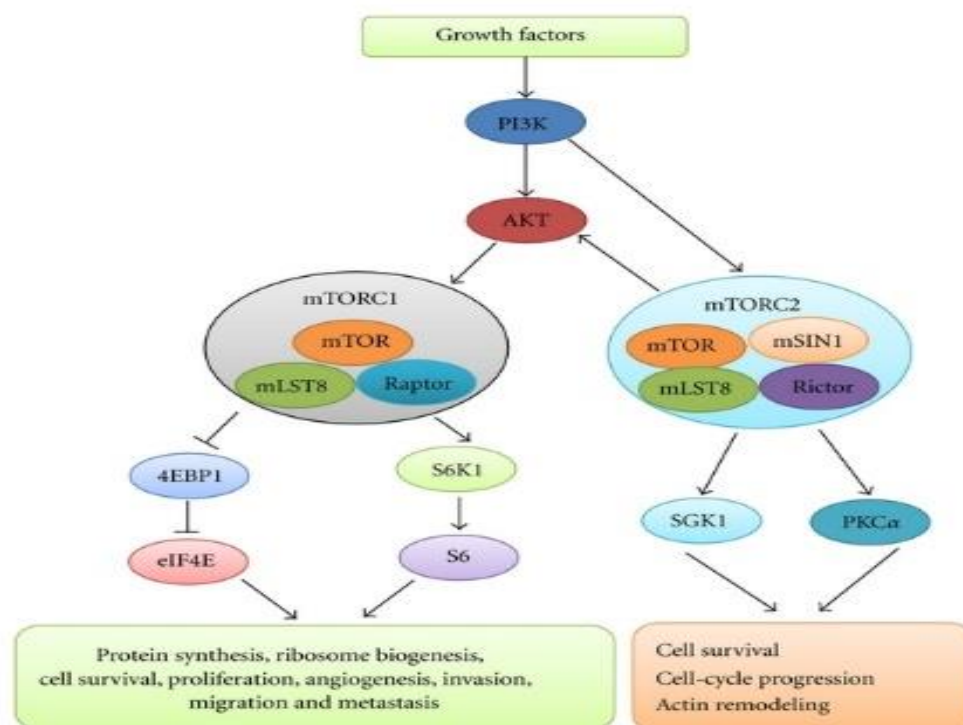 Growth factors
PI3K
AKT
mTORC1
mTOR
mLST8
Raptor
mTORC2
mTOR
mSIN1
mLST8
Rictor
4EBP1
S6K1
SGK1
PKCα
eIF4E
S6
Protein synthesis, ribosome biogenesis,
cell survival, proliferation, angiogenesis, invasion,
migration and metastasis
Cell survival
Cell-cycle progression
Actin remodeling